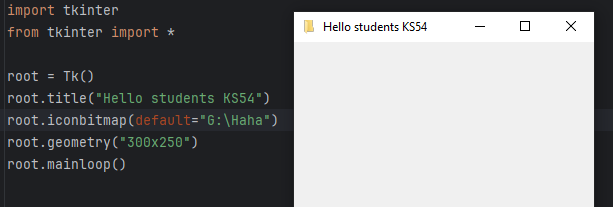 import tkinter
from tkinter import *
root = Tk()
root.title("Hello students KS54")
root.iconbitmap(default="G:\Haha")
root.geometry("300x250")
root.mainloop()
Hello students KS54